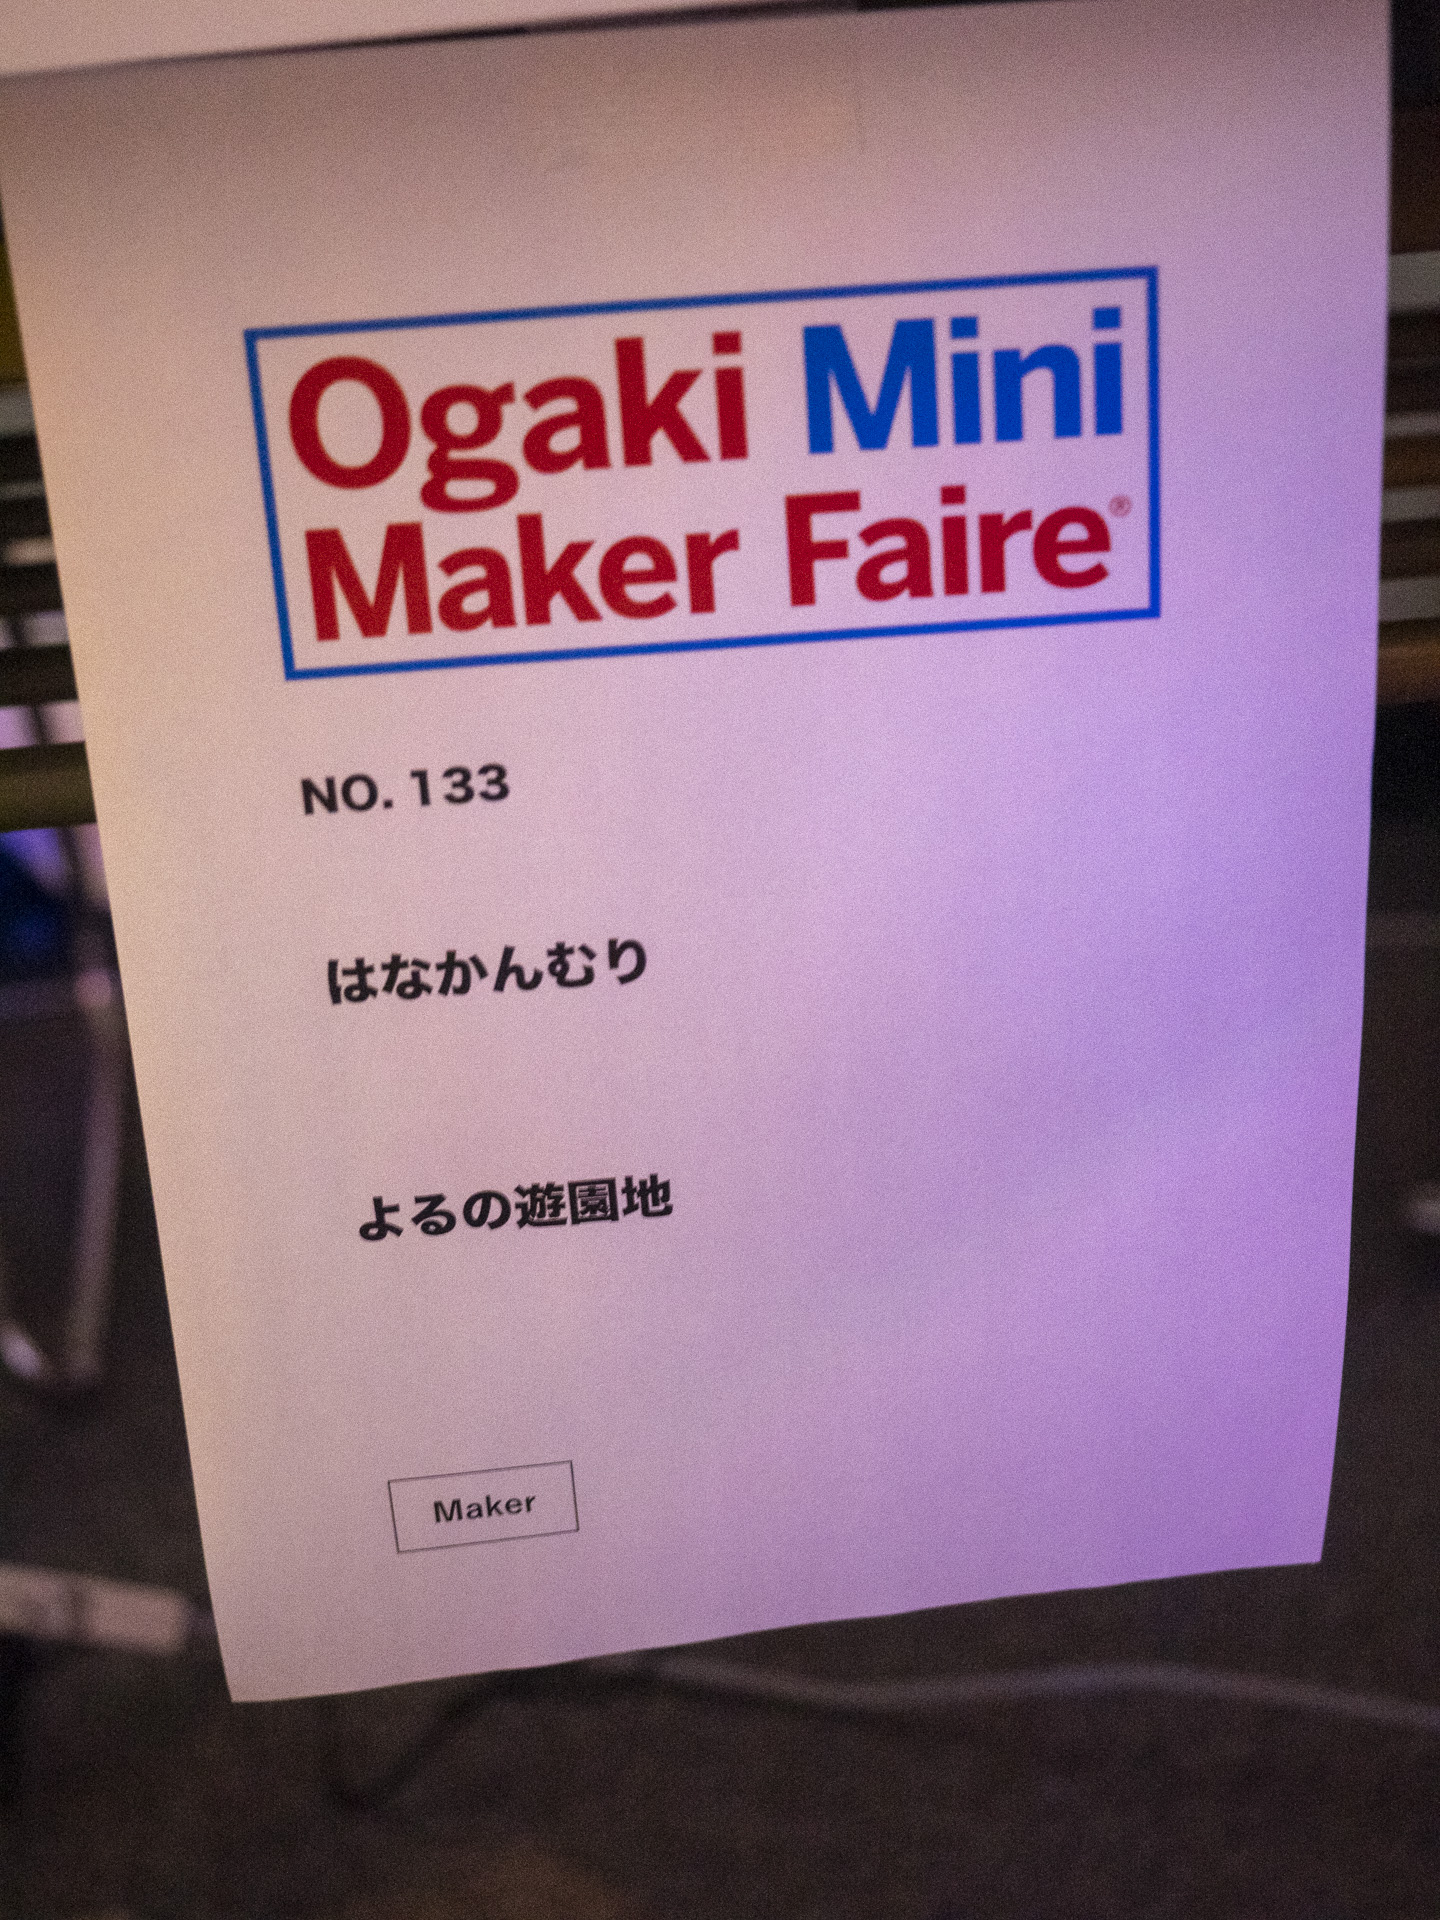 Ogaki Mini
Maker Faire®
NO. 133
はなかんむり
よるの遊園地
Maker